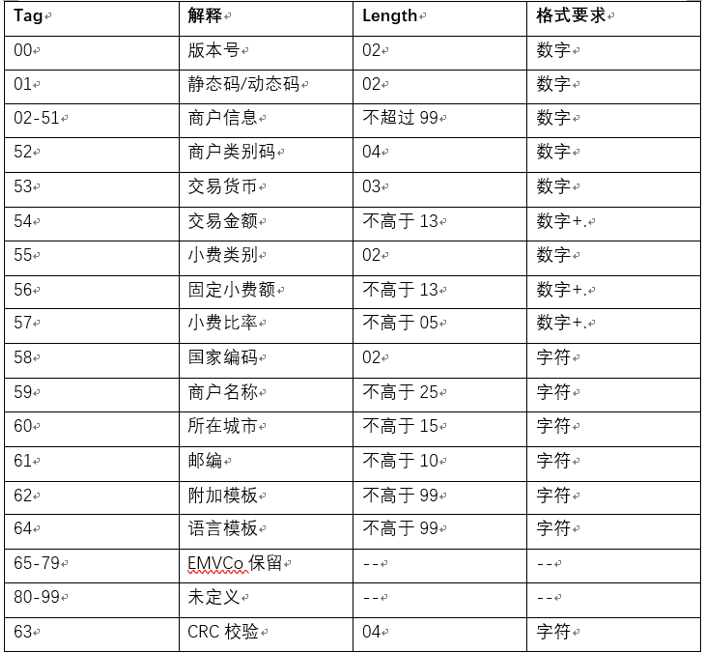 Tag 解释 Length 格式要求
00 版本号 02 数字
01 静态码/动态码 02 数字
02-51 商户信息 不超过 99 数字
52 商户类别码 04 数字
53 交易货币 03 数字
54 交易金额 不高于 13 数字+.
55 小费类别 02 数字
56 固定小费额 不高于 13 数字+.
57 小费比率 不高于 05 数字+.
58 国家编码 02 字符
59 商户名称 不高于 25 字符
60 所在城市 不高于 15 字符
61 邮编 不高于 10 字符
62 附加模板 不高于 99 字符
64 语言模板 不高于 99 字符
65-79 EMVCo 保留 -- --
80-99 未定义 -- --
63 CRC 校验 04 字符